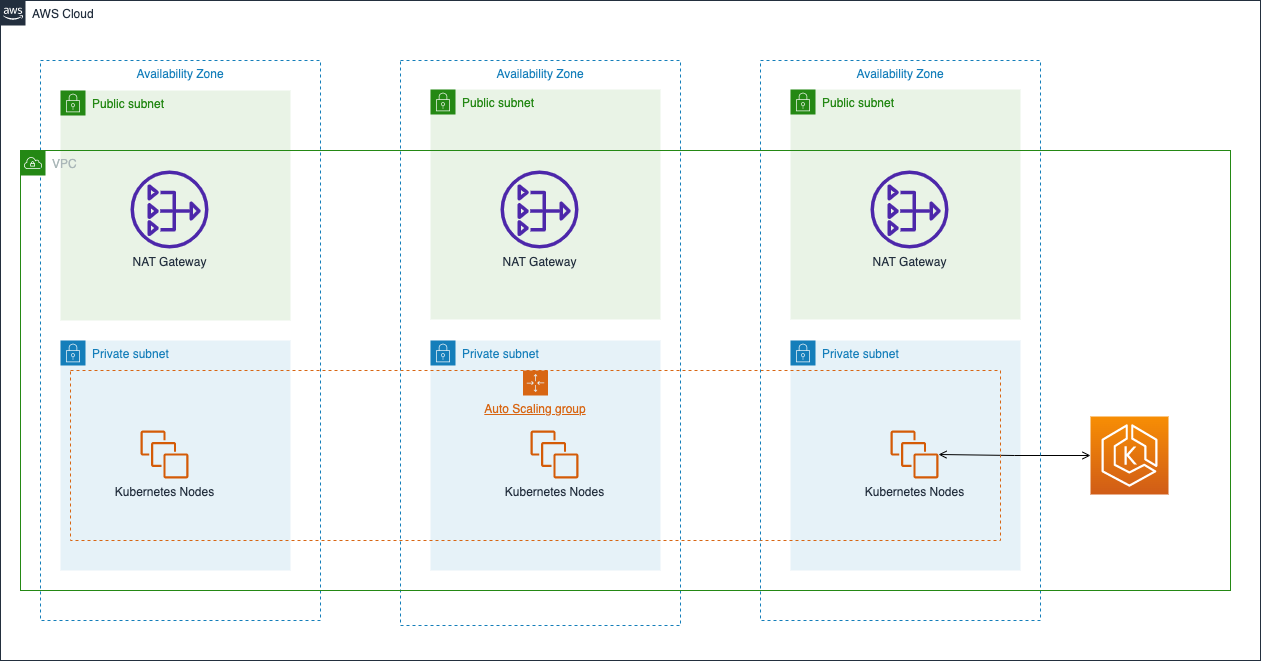 aws
AWS Cloud
Availability Zone
Availability Zone
Availability Zone
Public subnet
Public subnet
Public subnet
VPC
NAT Gateway
NAT Gateway
NAT Gateway
Private subnet
Private subnet
Private subnet
Auto Scaling group
Kubernetes Nodes
Kubernetes Nodes
Kubernetes Nodes
K